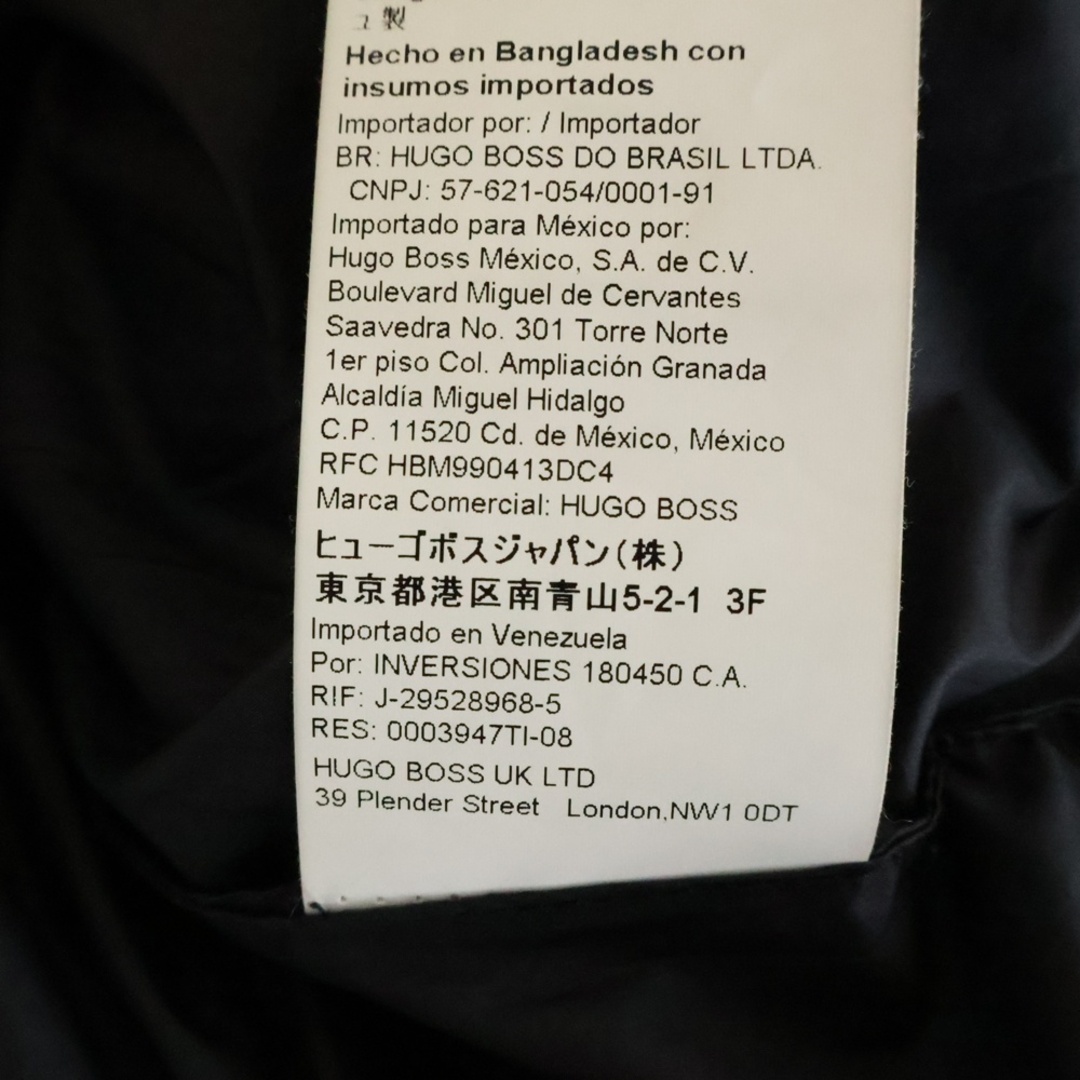 ュ製
Hecho en Bangladesh con
insumos importados
Importador por: / Importador
BR: HUGO BOSS DO BRASIL LTDA.
CNPJ: 57-621-054/0001-91
Importado para México por:
Hugo Boss México, S.A. de C.V.
Boulevard Miguel de Cervantes
Saavedra No. 301 Torre Norte
1er piso Col. Ampliación Granada
Alcaldía Miguel Hidalgo
C.P. 11520 Cd. de México, México
RFC HBM990413DC4
Marca Comercial: HUGO BOSS
ヒューゴボスジャパン(株)
東京都港区南青山5-2-1 3F
Importado en Venezuela
Por: INVERSIONES 180450 C.A.
RIF: J-29528968-5
RES: 0003947TI-08
HUGO BOSS UK LTD
39 Plender Street London,NW1 0DT